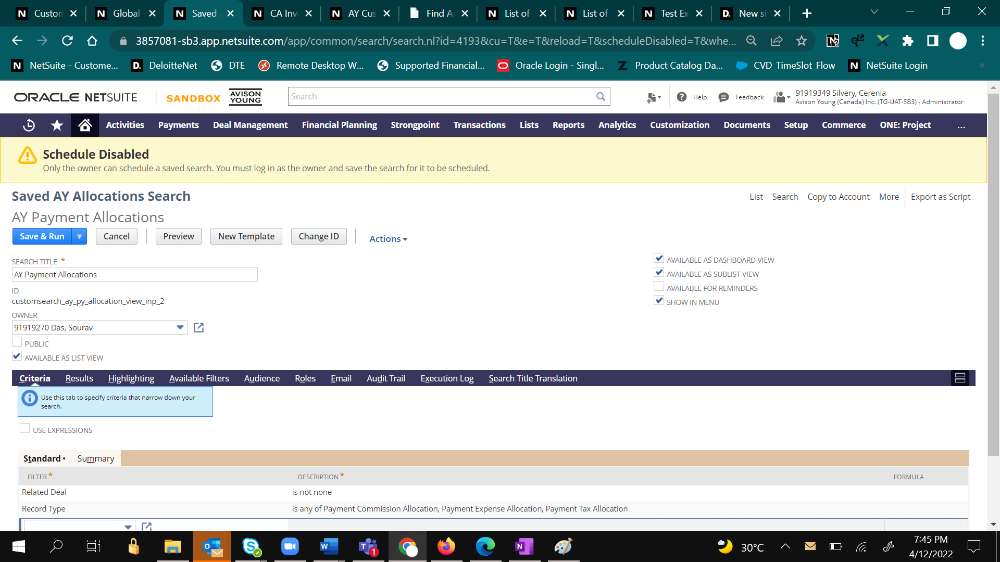 Custom
Global
Saved
CA Inv
AY Cus
Find A
List of
List of
Test Ex
New si
3857081-sb3.app.netsuite.com/app/common/search/search.nl?id=4193&cu=T&e=T&reload=T&scheduleDisabled=T&whe...
NetSuite - Custome...
DeloitteNet
DTE
Remote Desktop W...
Supported Financial...
Oracle Login - Singl...
Product Catalog Da...
CVD_TimeSlot_Flow
NetSuite Login
ORACLE NETSUITE
SANDBOX
AVISON YOUNG
Search
Help
Feedback
91919349 Silvery, Cerenia
Avison Young (Canada) Inc. (TG-UAT-SB3) - Administrator
Activities Payments Deal Management Financial Planning Strongpoint Transactions Lists Reports Analytics Customization Documents Setup Commerce ONE: Project ...
Schedule Disabled
Only the owner can schedule a saved search. You must log in as the owner and save the search for it to be scheduled.
Saved AY Allocations Search
List Search Copy to Account More Export as Script
AY Payment Allocations
Save & Run Cancel Preview New Template Change ID Actions
SEARCH TITLE *
AY Payment Allocations
ID
customsearch_ay_py_allocation_view_inp_2
OWNER
91919270 Das, Sourav
PUBLIC
AVAILABLE AS LIST VIEW
AVAILABLE AS DASHBOARD VIEW
AVAILABLE AS SUBLIST VIEW
AVAILABLE FOR REMINDERS
SHOW IN MENU
Criteria Results Highlighting Available Filters Audience Roles Email Audit Trail Execution Log Search Title Translation
Use this tab to specify criteria that narrow down your
search.
USE EXPRESSIONS
Standard • Summary
FILTER * DESCRIPTION * FORMULA
Related Deal is not none
Record Type is any of Payment Commission Allocation, Payment Expense Allocation, Payment Tax Allocation
1
30°C
7:45 PM
4/12/2022